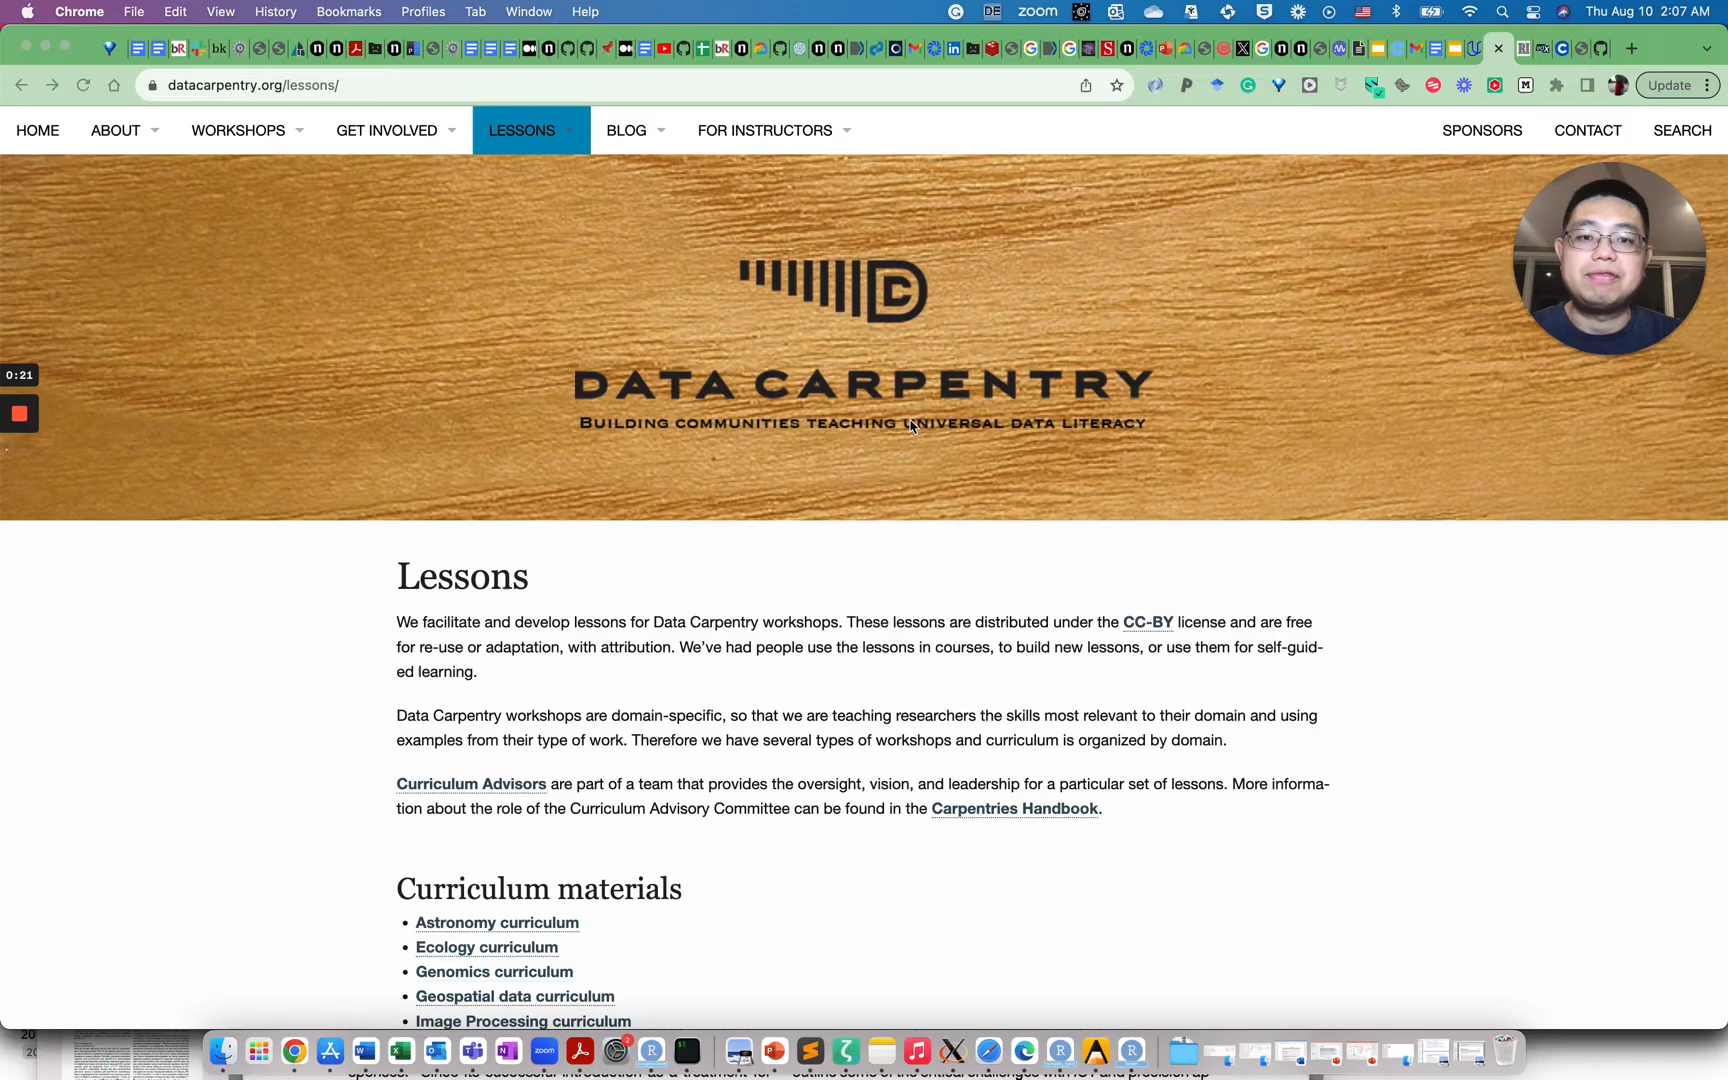 Chrome File Edit View History Bookmarks Profiles Tab Window Help
zoom Thu Aug 10 2:07 AM
datacarpentry.org/lessons/
Update
HOME ABOUT WORKSHOPS GET INVOLVED LESSONS BLOG FOR INSTRUCTORS SPONSORS CONTACT SEARCH
0:21
DATA CARPENTRY
BUILDING COMMUNITIES TEACHING UNIVERSAL DATA LITERACY
Lessons
We facilitate and develop lessons for Data Carpentry workshops. These lessons are distributed under the CC-BY license and are free
for re-use or adaptation, with attribution. We've had people use the lessons in courses, to build new lessons, or use them for self-guid-
ed learning.
Data Carpentry workshops are domain-specific, so that we are teaching researchers the skills most relevant to their domain and using
examples from their type of work. Therefore we have several types of workshops and curriculum is organized by domain.
Curriculum Advisors are part of a team that provides the oversight, vision, and leadership for a particular set of lessons. More informa-
tion about the role of the Curriculum Advisory Committee can be found in the Carpentries Handbook.
Curriculum materials
• Astronomy curriculum
• Ecology curriculum
• Genomics curriculum
• Geospatial data curriculum
• Image Processing curriculum